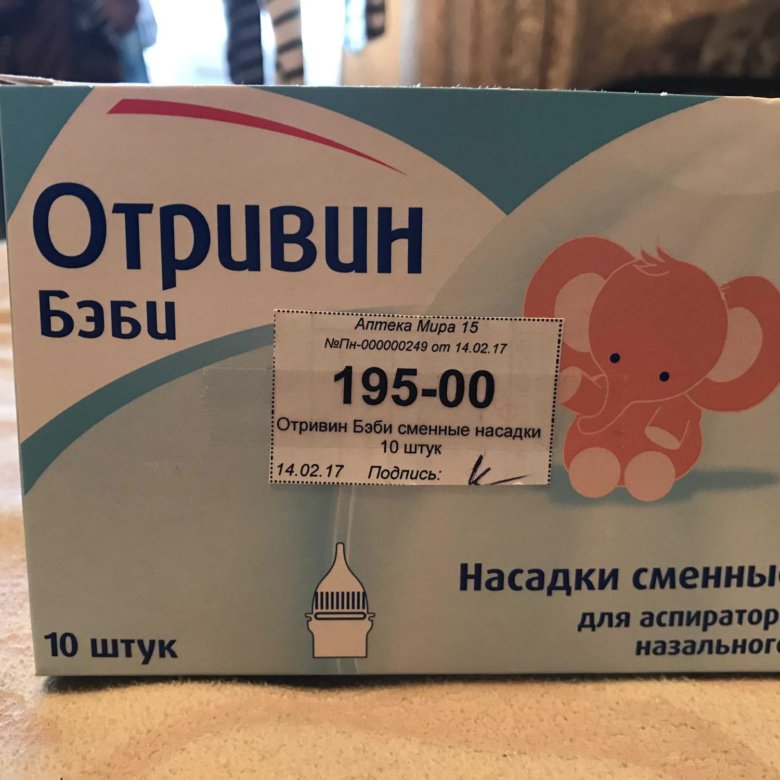 Отривин
Бэби
Аптека Мира 15
№Пн-000000249 от 14.02.17
195-00
Отривин Бэби сменные насадки
10 штук
14.02.17 Подпись:
Насадки сменные
для аспиратор
назального
10 штук